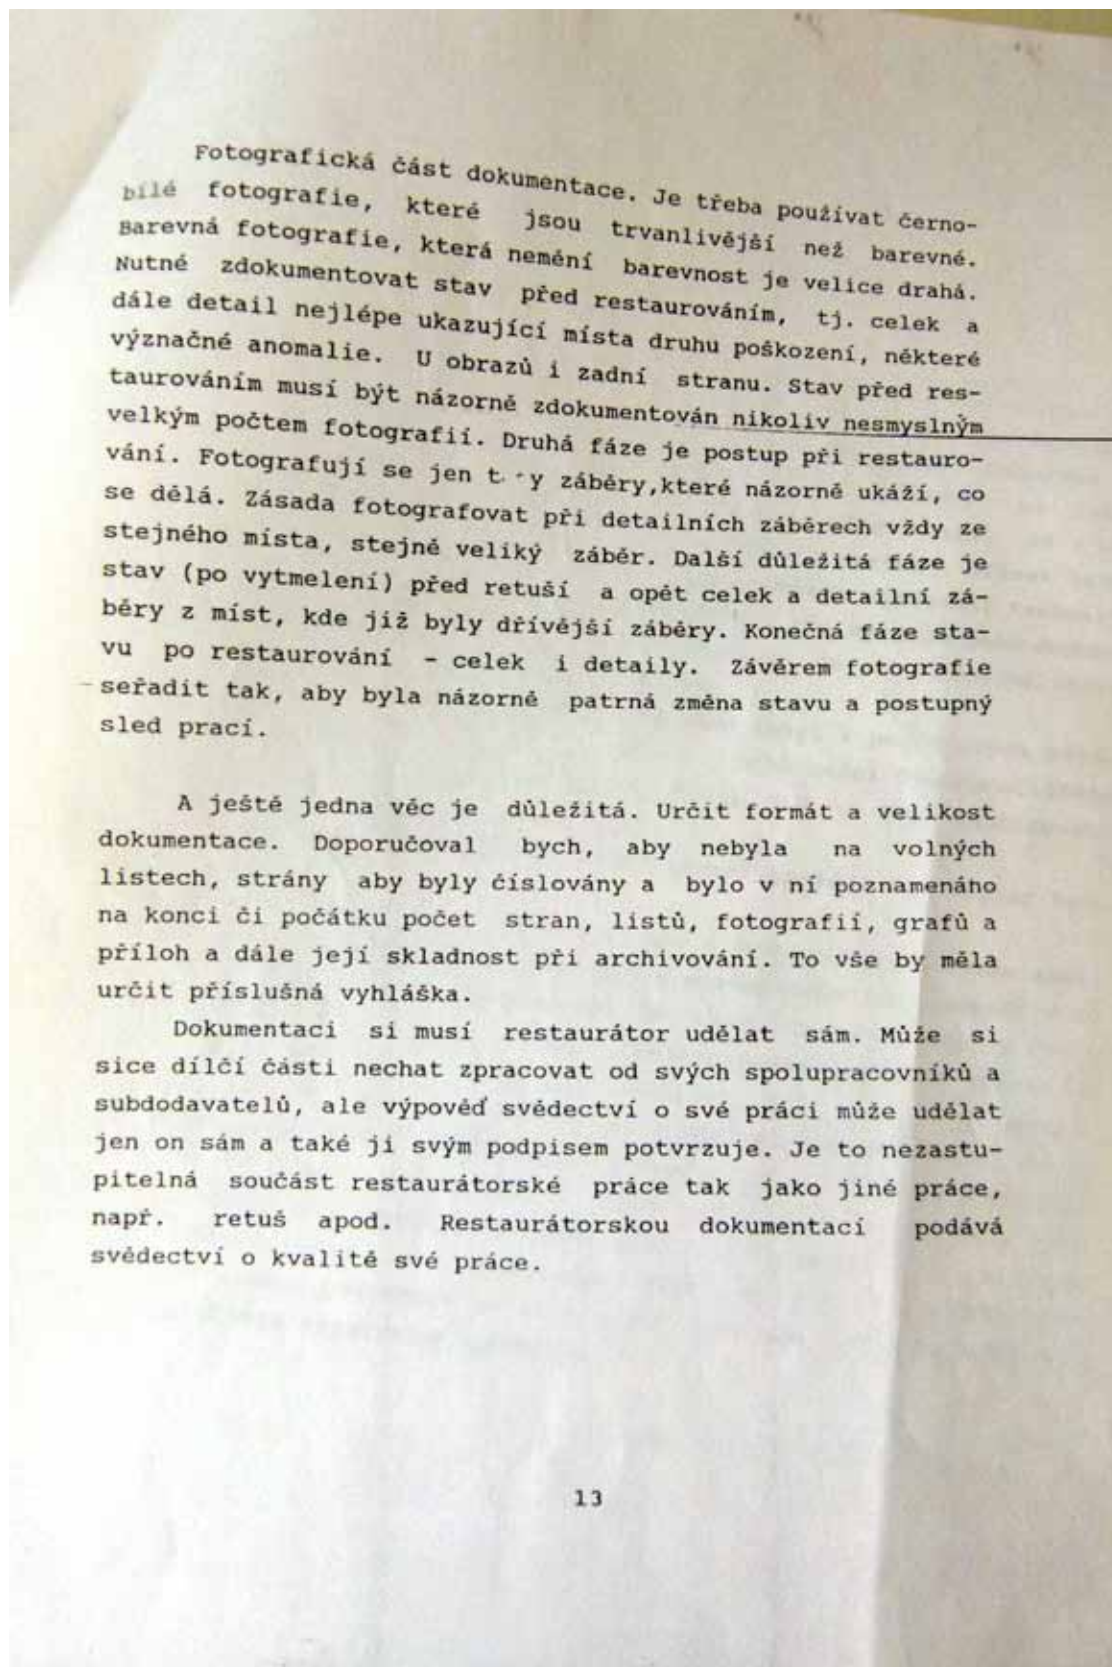 Fotografická část dokumentace. Je třeba používat černo-
bílé fotografie, které jsou trvanlivější než barevné.
Barevná fotografie, která nemění barevnost je velice drahá.
Nutné zdokumentovat stav před restaurováním, tj. celek a
dále detail nejlépe ukazující místa druhu poškození, některé
význačné anomalie. U obrazů i zadní stranu. Stav před res-
taurováním musí být názorně zdokumentován nikoliv nesmyslným
velkým počtem fotografií. Druhá fáze je postup při restauro-
vání. Fotografují se jen záběry,které názorně ukáží, co
se dělá. Zásada fotografovat při detailních záběrech vždy ze
stejného místa, stejně veliký záběr. Další důležitá fáze je
stav (po vytmelení) před retuší a opět celek a detailní zá-
běry z míst, kde již byly dřívější záběry. Konečná fáze sta-
vu po restaurování - celek i detaily. Závěrem fotografie
seřadit tak, aby byla názorně patrná změna stavu a postupný
sled prací.
A ještě jedna věc je důležitá. Určit formát a velikost
dokumentace. Doporučoval bych, aby nebyla na volných
listech, strány aby byly číslovány a bylo v ní poznamenáho
na konci či počátku počet stran, listů, fotografií, grafů a
příloh a dále její skladnost při archivování. To vše by měla
určit příslušná vyhláška.
Dokumentaci si musí restaurátor udělat sám. Může si
sice dílčí části nechat zpracovat od svých spolupracovníků a
subdodavatelů, ale výpověď svědectví o své práci může udělat
jen on sám a také ji svým podpisem potvrzuje. Je to nezastu-
pitelná součást restaurátorské práce tak jako jiné práce,
např. retuš apod. Restaurátorskou dokumentací podává
svědectví o kvalitě své práce.
13